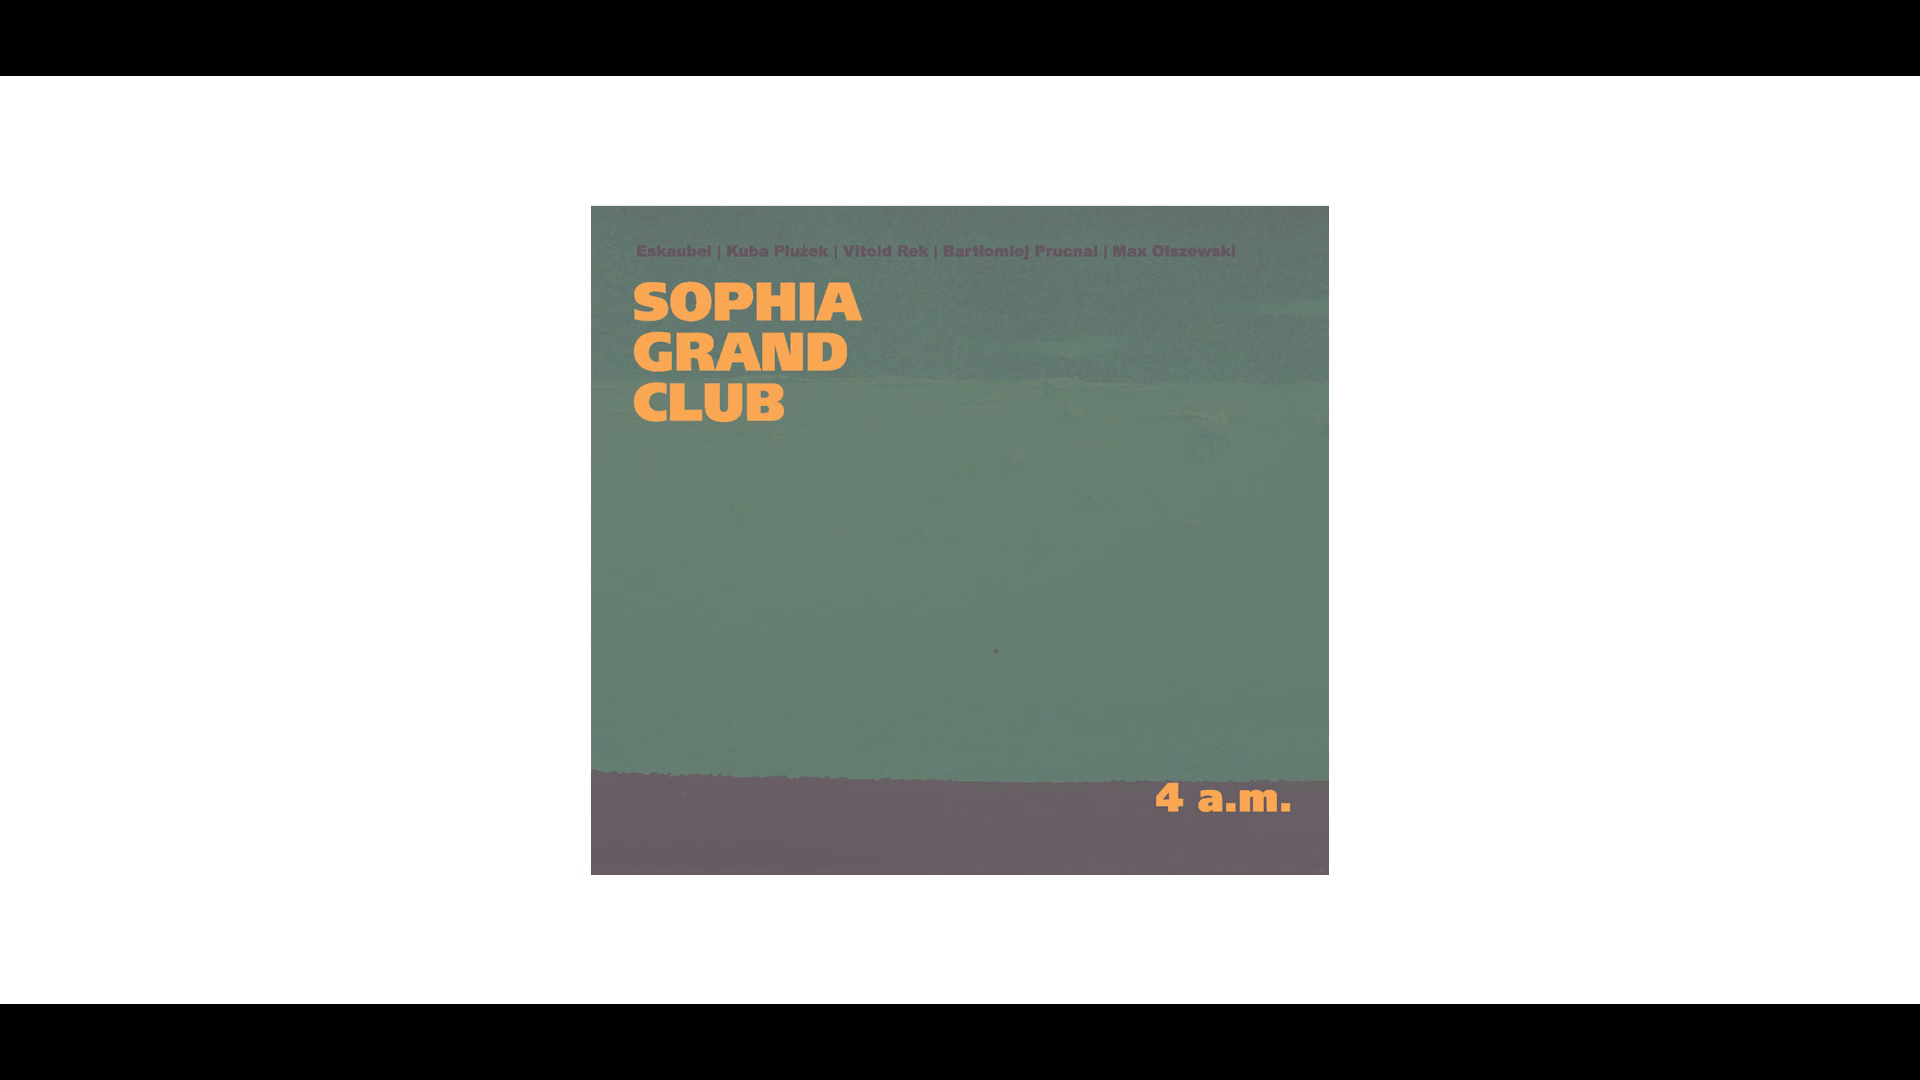 Eskaubei | Kuba Płużek | Vitold Rek | Bartłomiej Prucnal | Max Olszewski
SOPHIA
GRAND
CLUB
4 a.m.